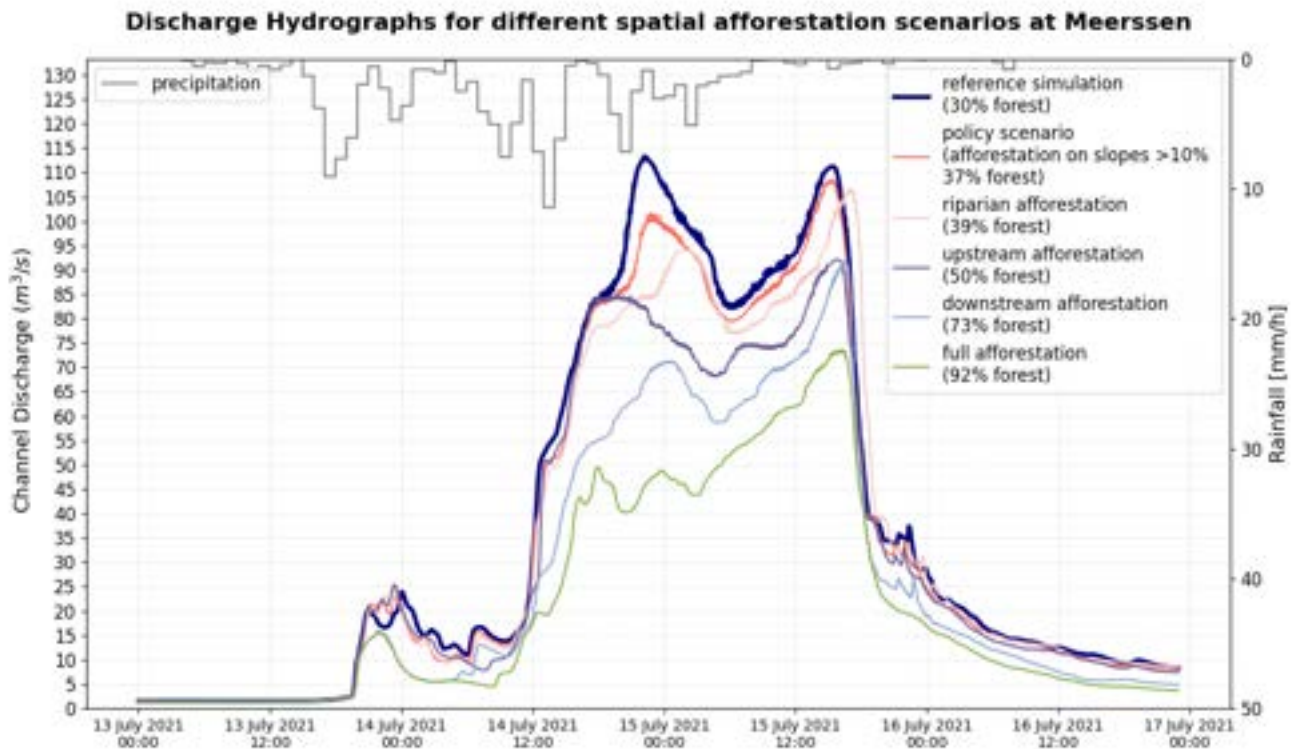 Discharge Hydrographs for different spatial afforestation scenarios at Meerssen
precipitation
reference simulation
(30% forest)
policy scenario
(afforestation on slopes >10%
37% forest)
riparian afforestation
(39% forest)
upstream afforestation
(50% forest)
downstream afforestation
(73% forest)
full afforestation
(92% forest)
Channel Discharge (m³/s)
130
125
120
115
110
105
100
95
90
85
80
75
70
65
60
55
50
45
40
35
30
25
20
15
10
5
0
Rainfall [mm/h]
0
10
20
30
40
50
13 July 2021
00:00
13 July 2021
12:00
14 July 2021
00:00
14 July 2021
12:00
15 July 2021
00:00
15 July 2021
12:00
16 July 2021
00:00
16 July 2021
12:00
17 July 2021
00:00